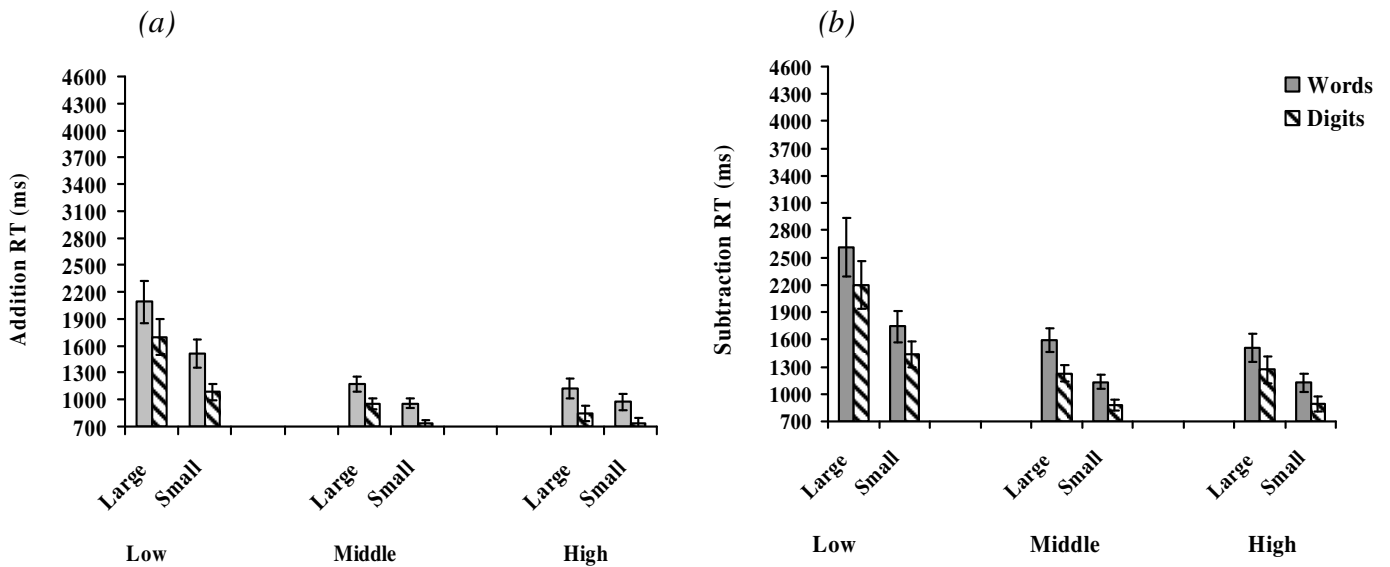 (a)
4600
4300
4000
3700
3400
3100
2800
2500
2200
1900
1600
1300
1000
700
Addition RT (ms)
Large
Small
Large
Small
Large
Small
Low
Middle
High
(b)
4600
4300
4000
3700
3400
3100
2800
2500
2200
1900
1600
1300
1000
700
Subtraction RT (ms)
Words
Digits
Large
Small
Large
Small
Large
Small
Low
Middle
High